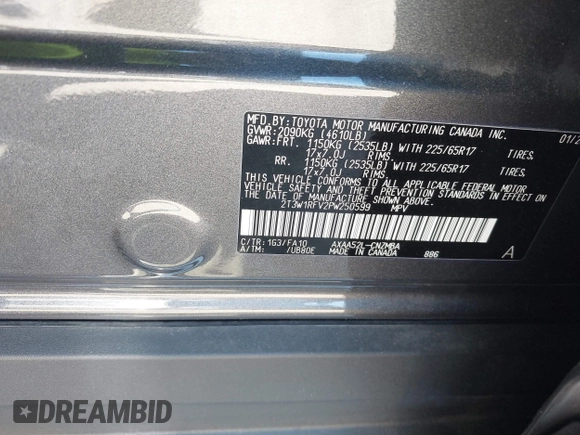 MFD.BY:TOYOTA MOTOR MANUFACTURING CANADA INC.
GVWR:2090KG (4610LB) 01/2
GAWR:FRT. 1150KG (2535LB) WITH 225/65R17 TIRES.
17x7.0J RIMS.
RR. 1150KG (2535LB) WITH 225/65R17 TIRES.
17x7.0J RIMS.
THIS VEHICLE CONFORMS TO ALL APPLICABLE FEDERAL MOTOR
VEHICLE SAFETY AND THEFT PREVENTION STANDARDS IN EFFECT ON
THE DATE OF MANUFACTURE SHOWN ABOVE.
2T3W1RFV2PW250599 MPV
C/TR: 1G3/FA10 AXAA52L-CNZMBA A
A/TM: /UB80E MADE IN CANADA 886
DREAMBID